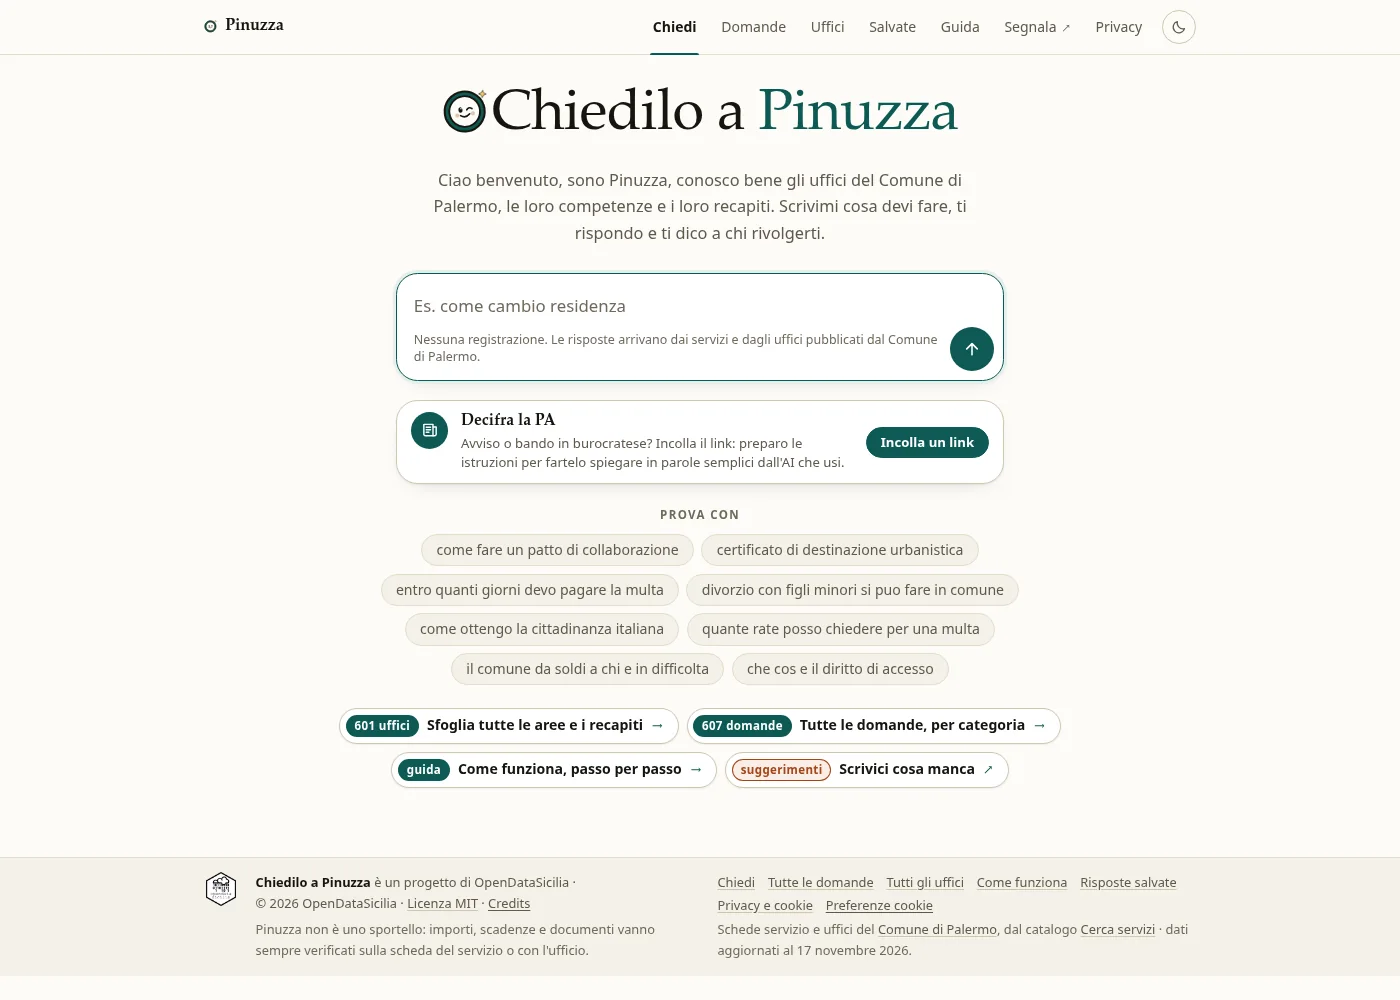 Pinuzza
Chiedi
Domande
Uffici
Salvate
Guida
Segnala ↗
Privacy
Chiedilo a Pinuzza
Ciao benvenuto, sono Pinuzza, conosco bene gli uffici del Comune di
Palermo, le loro competenze e i loro recapiti. Scrivimi cosa devi fare, ti
rispondo e ti dico a chi rivolgerti.
Es. come cambio residenza
Nessuna registrazione. Le risposte arrivano dai servizi e dagli uffici pubblicati dal Comune
di Palermo.
Decifra la PA
Avviso o bando in burocratese? Incolla il link: preparo le
istruzioni per fartelo spiegare in parole semplici dall'AI che usi.
Incolla un link
PROVA CON
come fare un patto di collaborazione
certificato di destinazione urbanistica
entro quanti giorni devo pagare la multa
divorzio con figli minori si puo fare in comune
come ottengo la cittadinanza italiana
quante rate posso chiedere per una multa
il comune da soldi a chi e in difficolta
che cos e il diritto di accesso
601 uffici Sfoglia tutte le aree e i recapiti →
607 domande Tutte le domande, per categoria →
guida Come funziona, passo per passo →
suggerimenti Scrivici cosa manca ↗
Chiedilo a Pinuzza è un progetto di OpenDataSicilia ·
© 2026 OpenDataSicilia · Licenza MIT · Credits
Pinuzza non è uno sportello: importi, scadenze e documenti vanno
sempre verificati sulla scheda del servizio o con l'ufficio.
Chiedi Tutte le domande Tutti gli uffici Come funziona Risposte salvate
Privacy e cookie Preferenze cookie
Schede servizio e uffici del Comune di Palermo, dal catalogo Cerca servizi · dati
aggiornati al 17 novembre 2026.